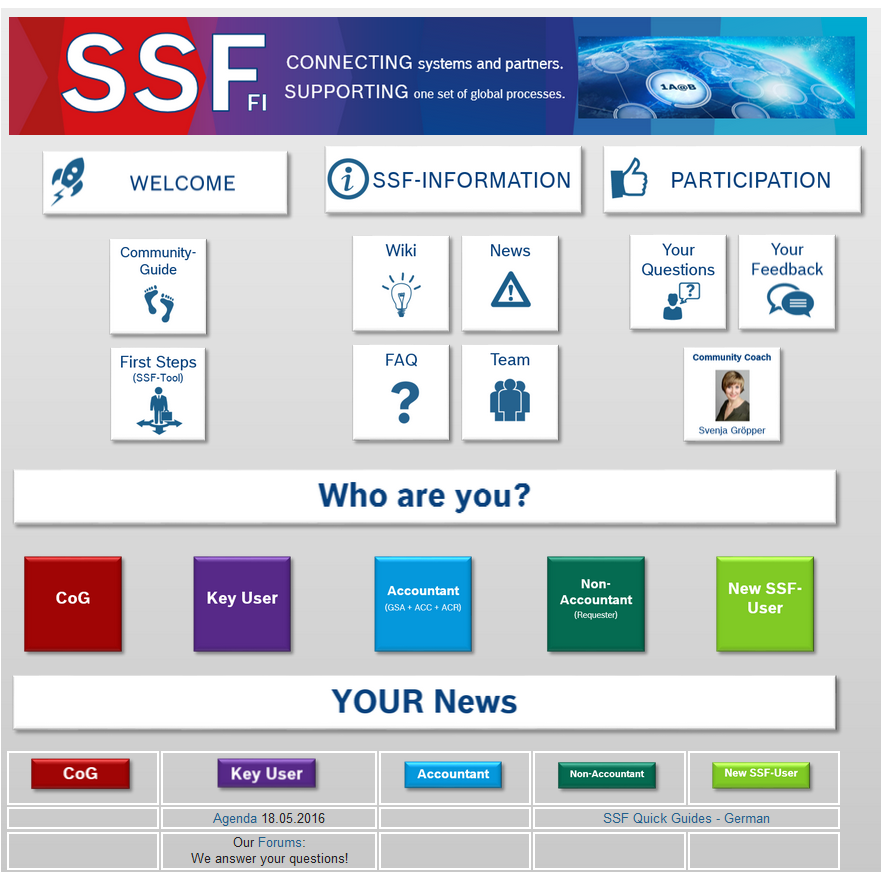 SSF FI
CONNECTING systems and partners.
SUPPORTING one set of global processes.
1A@B
WELCOME
i SSF-INFORMATION
PARTICIPATION
Community-
Guide
Wiki
News
Your
Questions
?
Your
Feedback
First Steps
(SSF-Tool)
FAQ
?
Team
Community Coach
Svenja Gröpper
Who are you?
CoG
Key User
Accountant
(GSA + ACC + ACR)
Non-
Accountant
(Requester)
New SSF-
User
YOUR News
CoG
Key User
Accountant
Non-Accountant
New SSF-User
Agenda 18.05.2016
SSF Quick Guides - German
Our Forums:
We answer your questions!